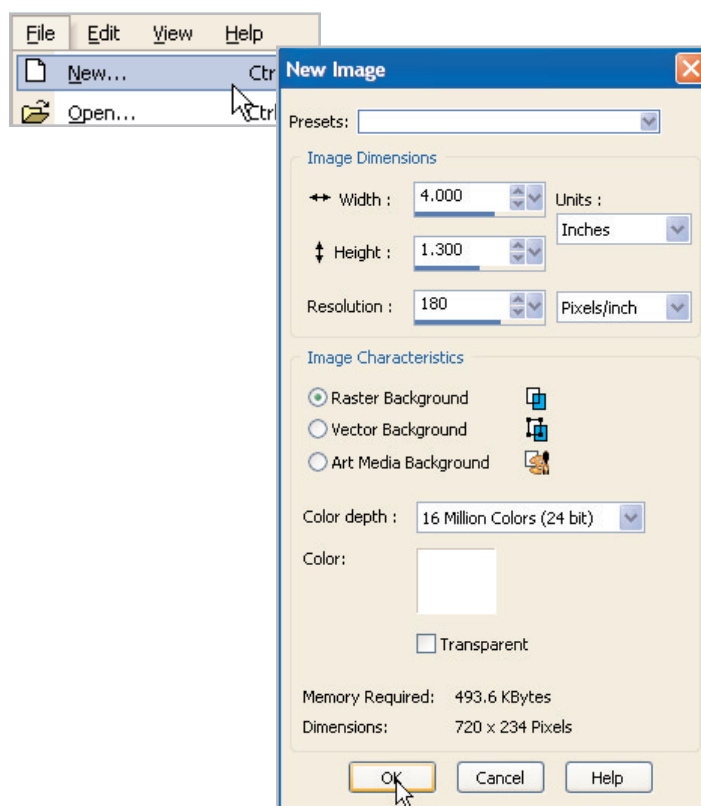 File Edit View Help
New... Ctr
Open... Ctrl
New Image
Presets:
Image Dimensions
Width : 4.000 Units :
Inches
Height : 1.300
Resolution : 180 Pixels/inch
Image Characteristics
Raster Background
Vector Background
Art Media Background
Color depth : 16 Million Colors (24 bit)
Color:
Transparent
Memory Required: 493.6 KBytes
Dimensions: 720 x 234 Pixels
OK Cancel Help